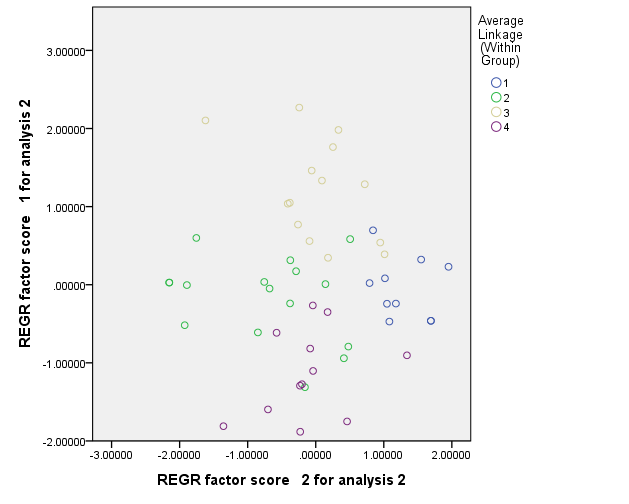 Average
Linkage
(Within
Group)
1
2
3
4
REGR factor score 1 for analysis 2
3.00000
2.00000
1.00000
.00000
-1.00000
-2.00000
-3.00000 -2.00000 -1.00000 .00000 1.00000 2.00000
REGR factor score 2 for analysis 2